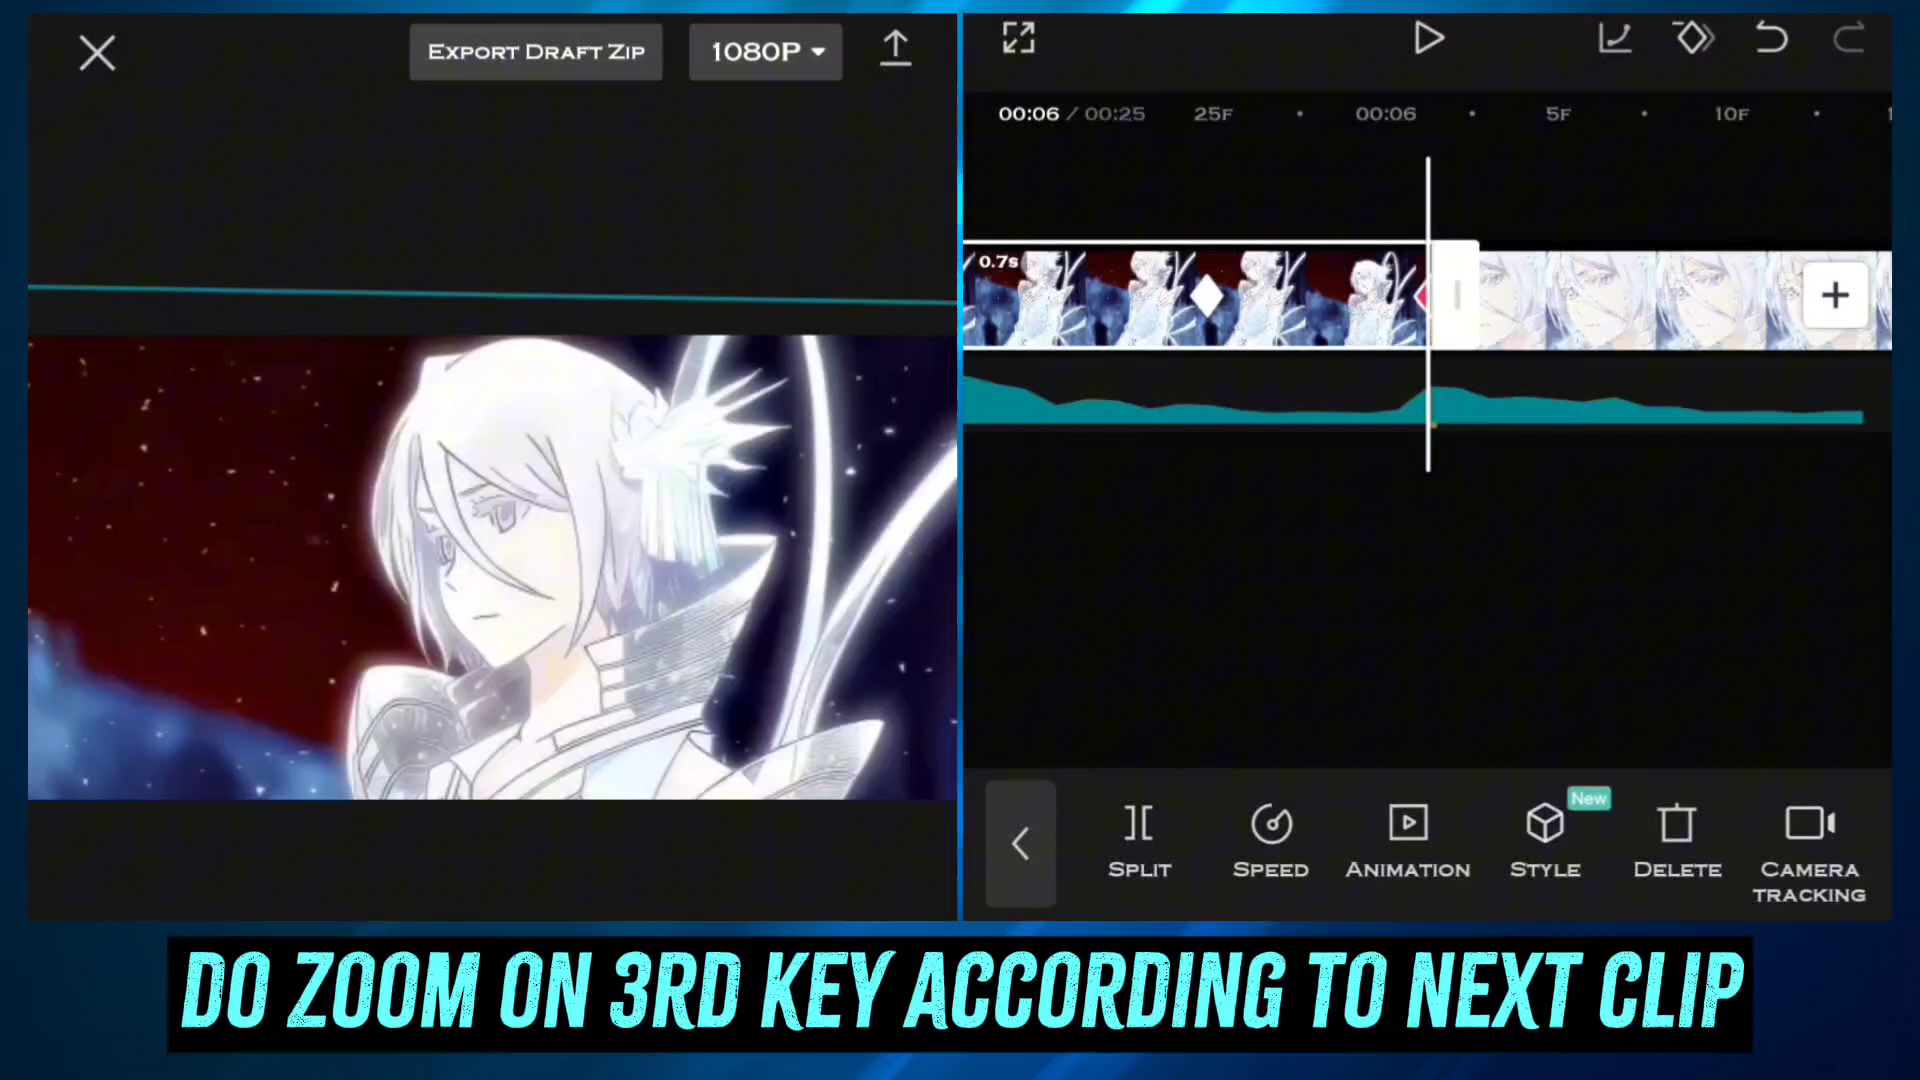 Export Draft Zip
1080P
00:06 / 00:25 25F 00:06 5F 10F
0.7s
New
Split Speed Animation Style Delete Camera Tracking
DO ZOOM ON 3RD KEY ACCORDING TO NEXT CLIP